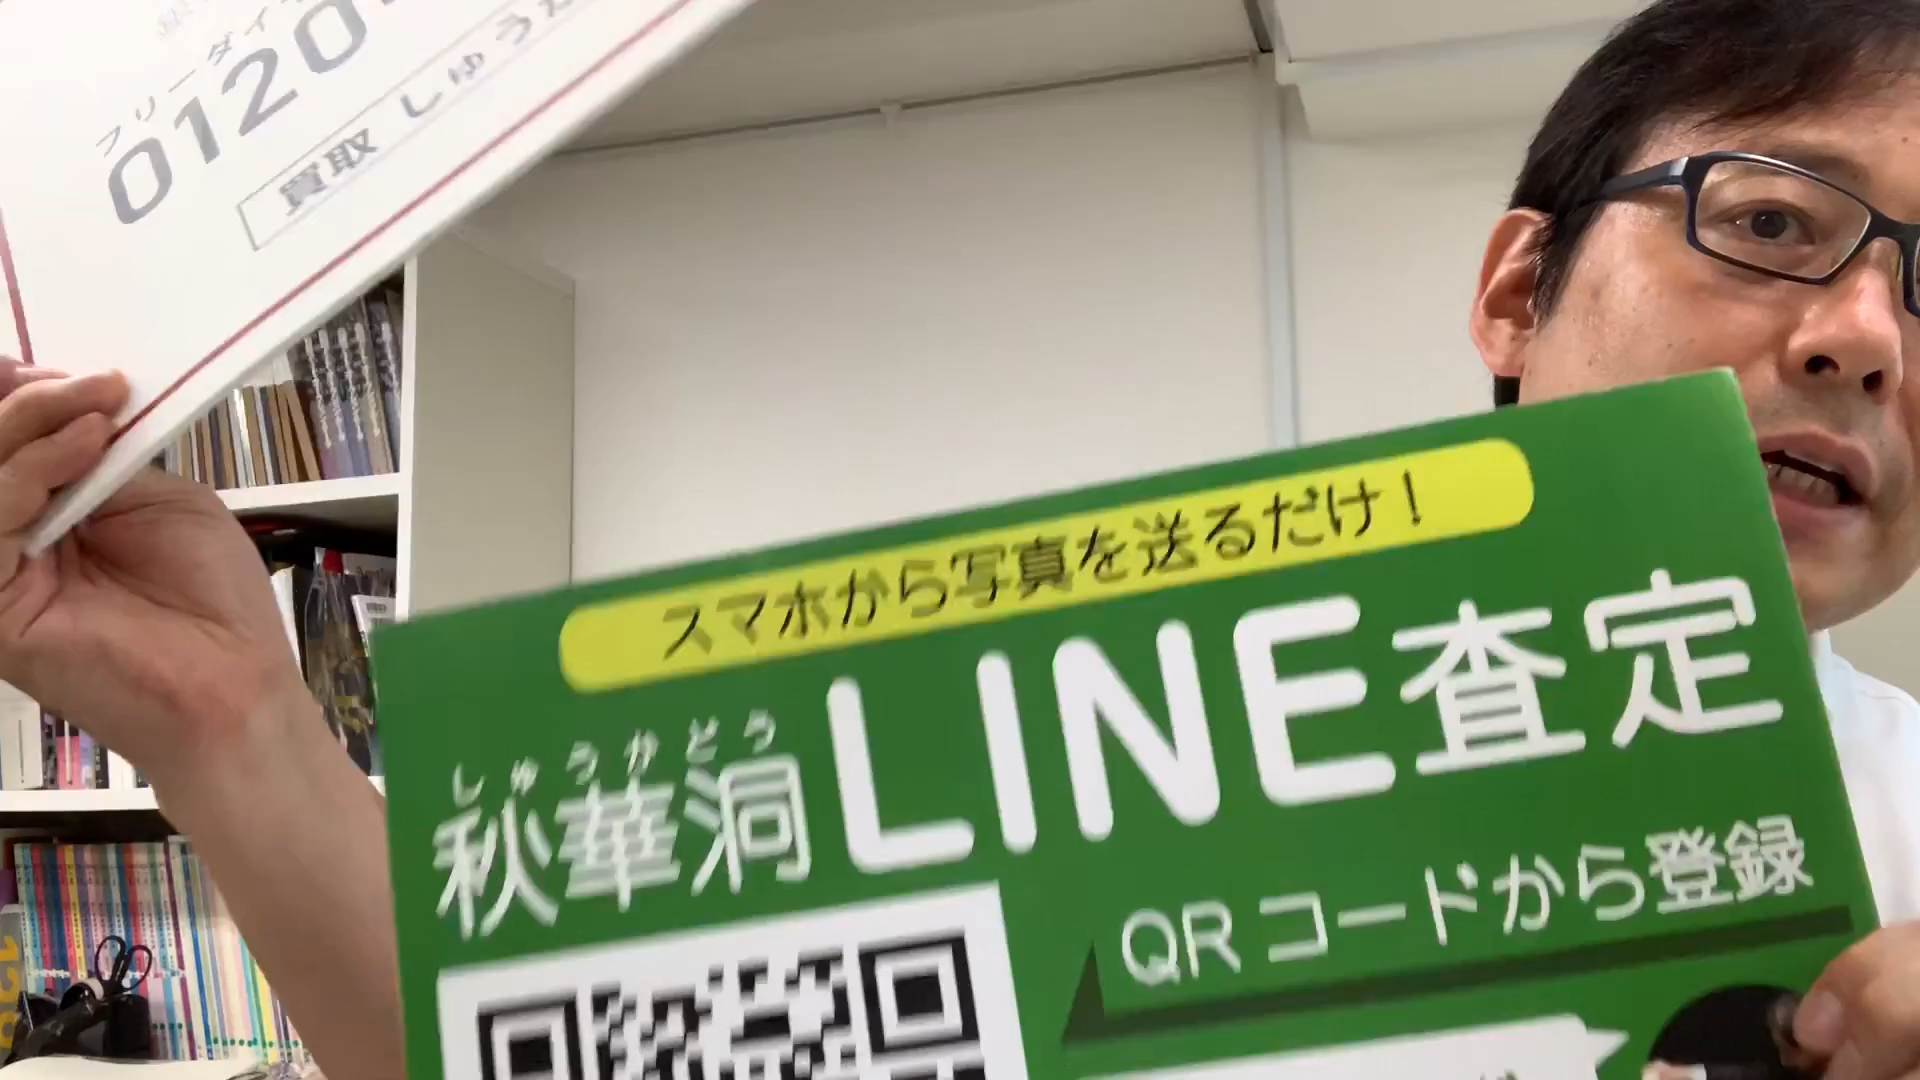 フリーダイ
0120
買取 しゅうか
スマホから写真を送るだけ!
しゅうかどう
秋華洞LINE査定
QRコードから登録